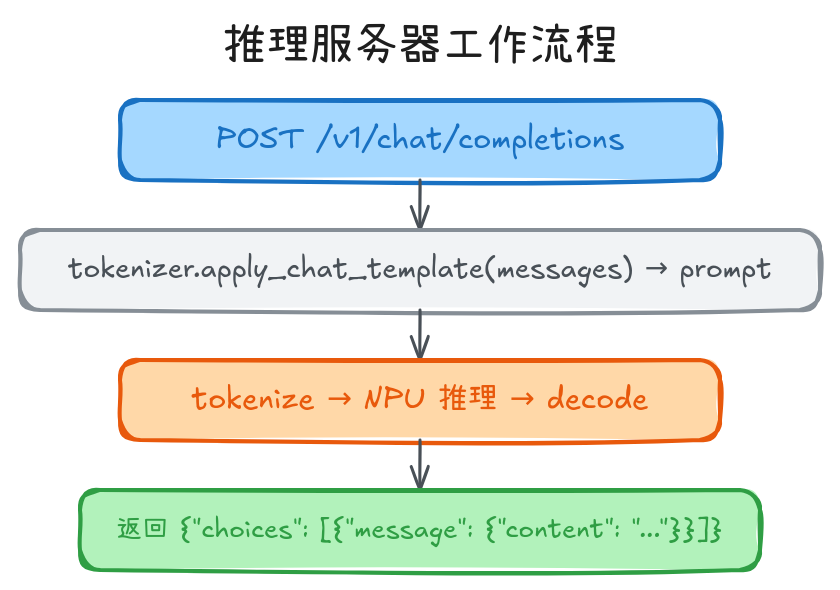 推理服务器工作流程
POST /v1/chat/completions
tokenizer.apply_chat_template(messages) → prompt
tokenize → NPU 推理 → decode
返回 {"choices": [{"message": {"content": "..."}}]}